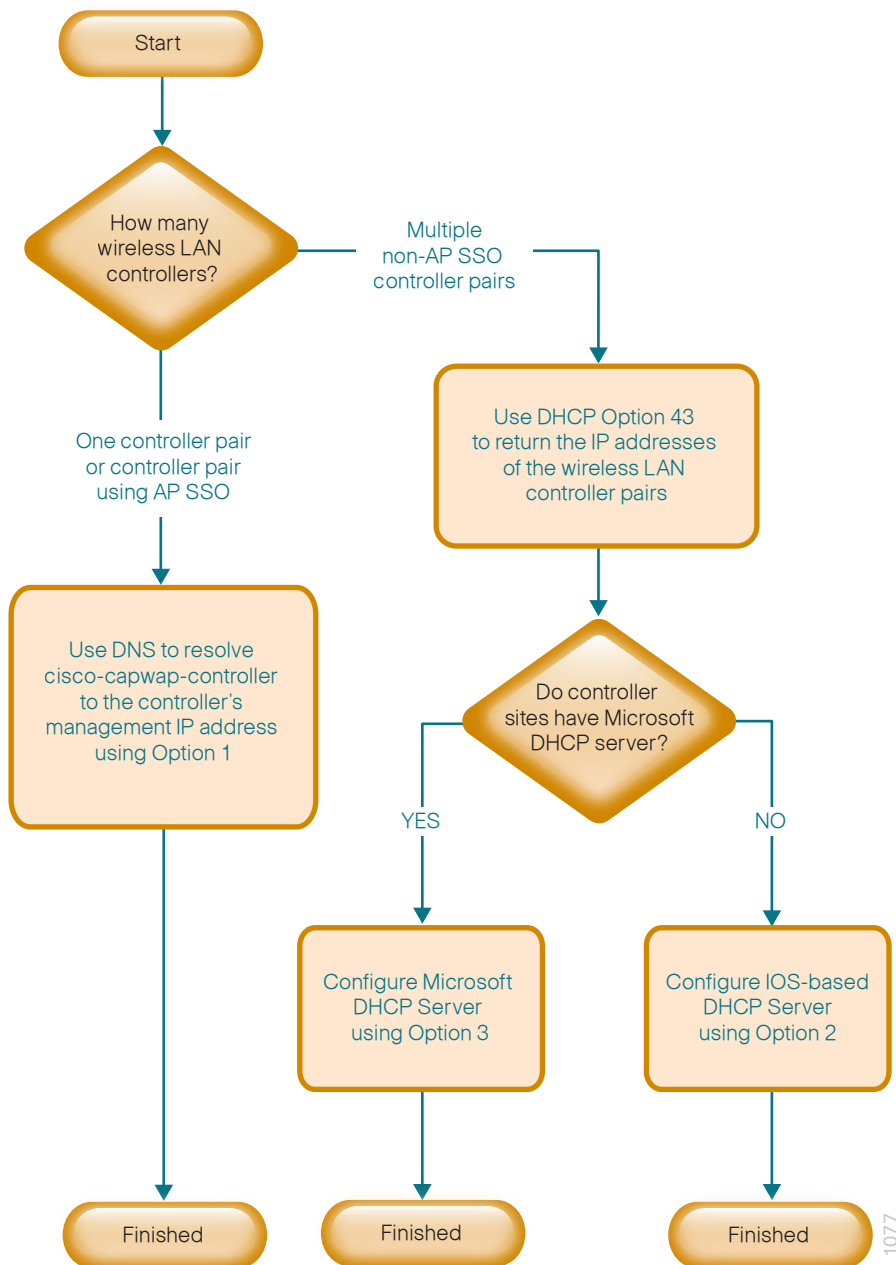 Start
How many
wireless LAN
controllers?
Multiple
non-AP SSO
controller pairs
One controller pair
or controller pair
using AP SSO
Use DHCP Option 43
to return the IP addresses
of the wireless LAN
controller pairs
Use DNS to resolve
cisco-capwap-controller
to the controller’s
management IP address
using Option 1
Do controller
sites have Microsoft
DHCP server?
YES
NO
Configure Microsoft
DHCP Server
using Option 3
Configure IOS-based
DHCP Server
using Option 2
Finished
Finished
Finished
1077